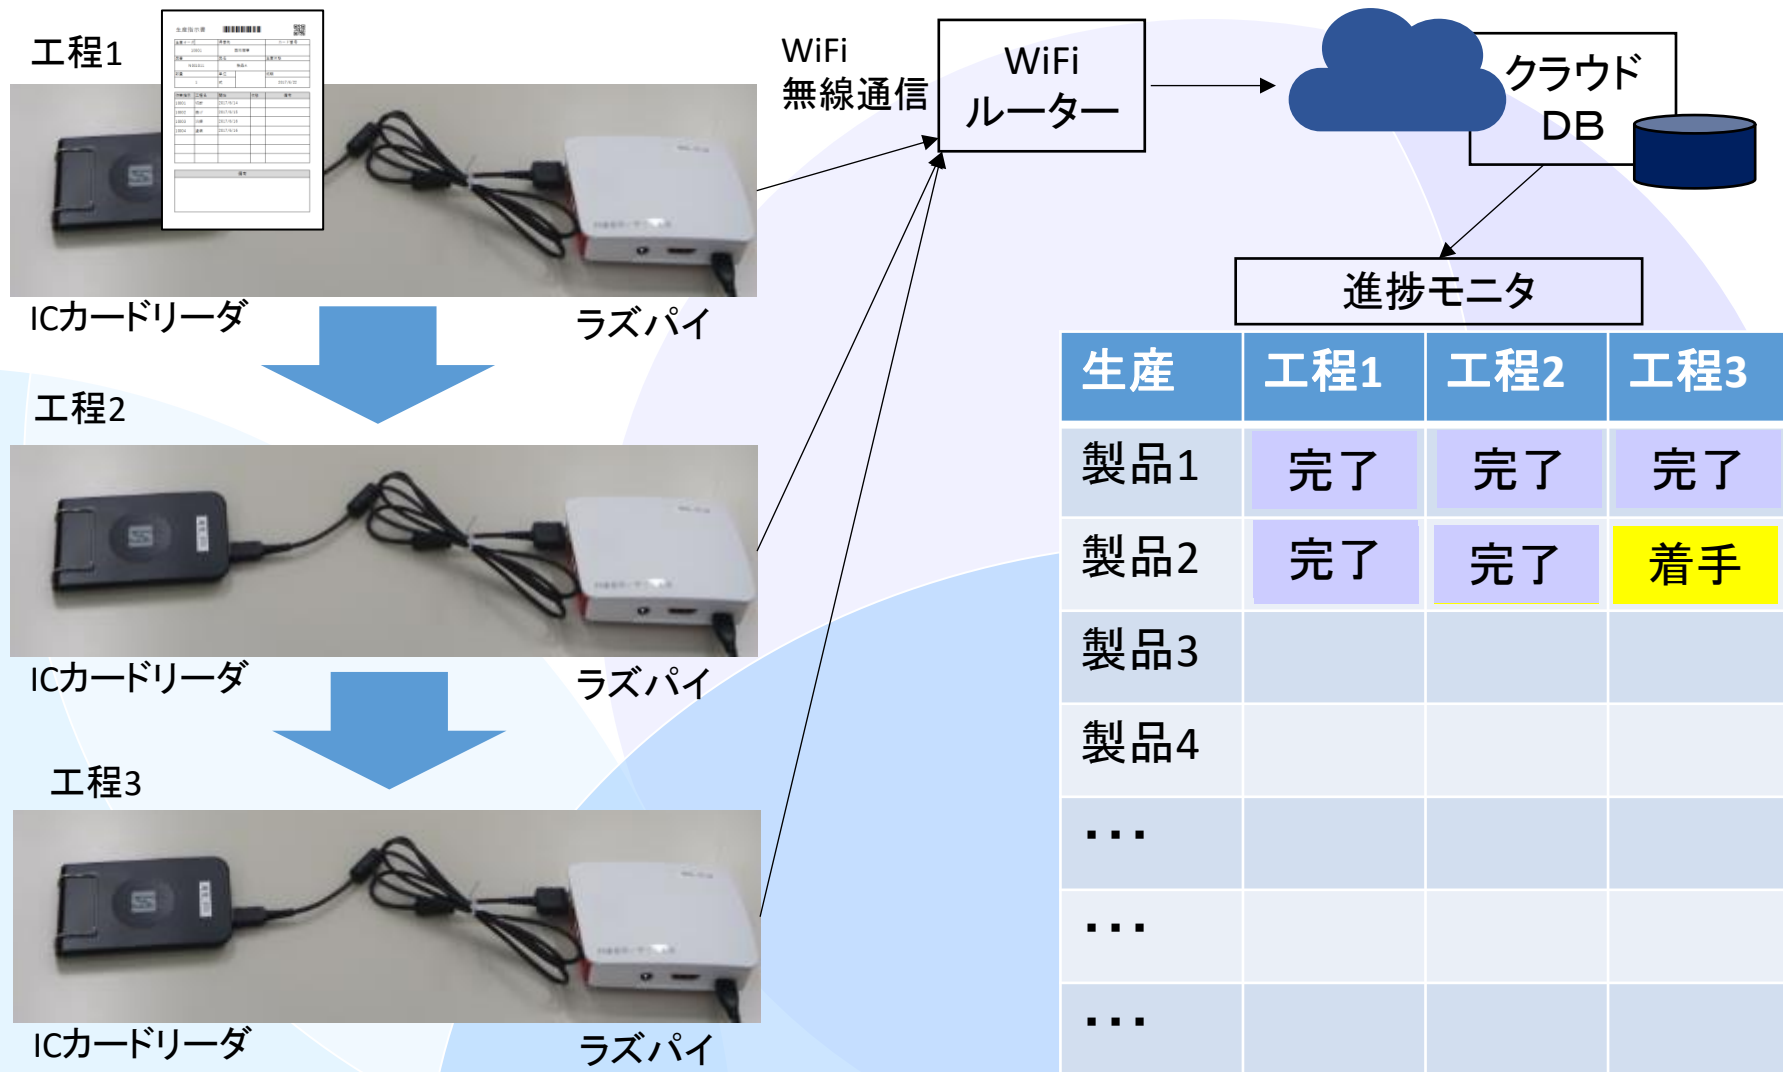 工程1
生産指示書
ICカードリーダ
ラズパイ
工程2
ICカードリーダ
ラズパイ
工程3
ICカードリーダ
ラズパイ
WiFi
無線通信
WiFi
ルーター
クラウド
DB
進捗モニタ
生産 工程1 工程2 工程3
製品1 完了 完了 完了
製品2 完了 完了 着手
製品3
製品4
・・・
・・・
・・・